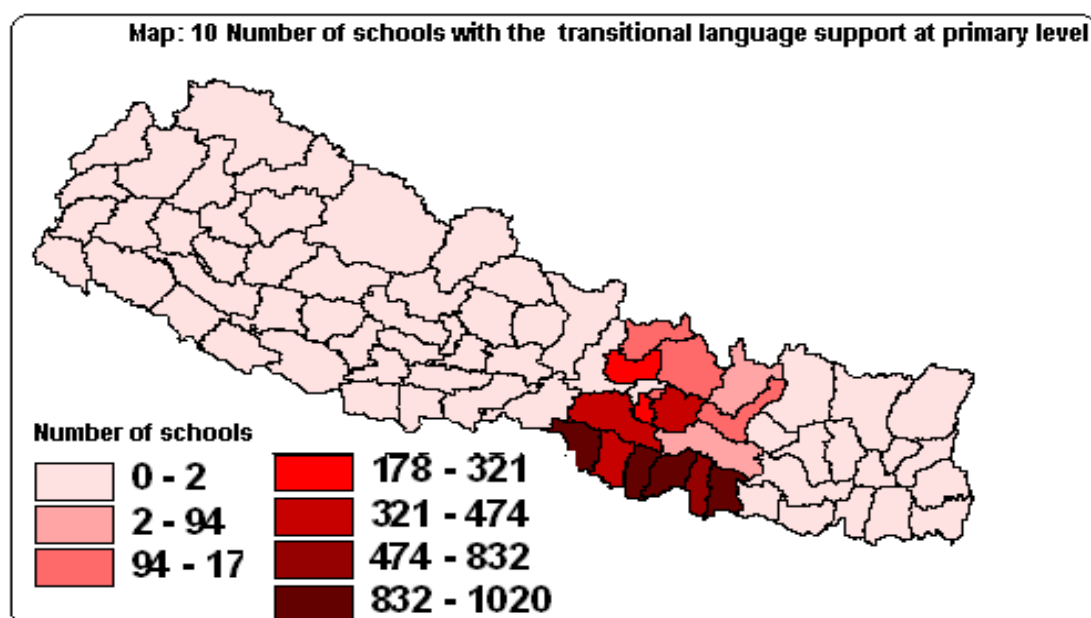 Map: 10 Number of schools with the transitional language support at primary level
Number of schools
0 - 2
2 - 94
94 - 17
178 - 321
321 - 474
474 - 832
832 - 1020